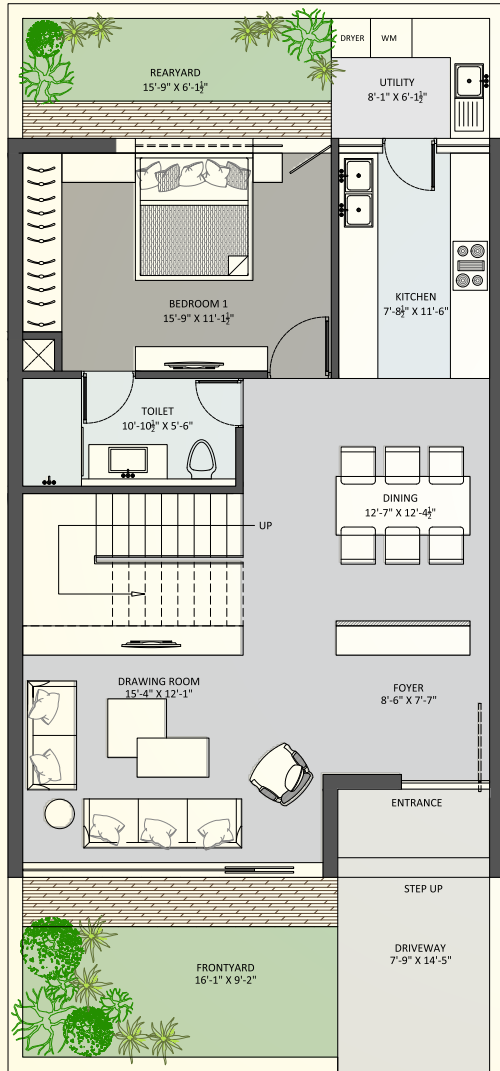 DRYER
WM
REARYARD
15'-9" X 6'-1½"
UTILITY
8'-1" X 6'-1½"
BEDROOM 1
15'-9" X 11'-1½"
KITCHEN
7'-8½" X 11'-6"
TOILET
10'-10½" X 5'-6"
DINING
12'-7" X 12'-4½"
UP
DRAWING ROOM
15'-4" X 12'-1"
FOYER
8'-6" X 7'-7"
ENTRANCE
STEP UP
DRIVEWAY
7'-9" X 14'-5"
FRONTYARD
16'-1" X 9'-2"